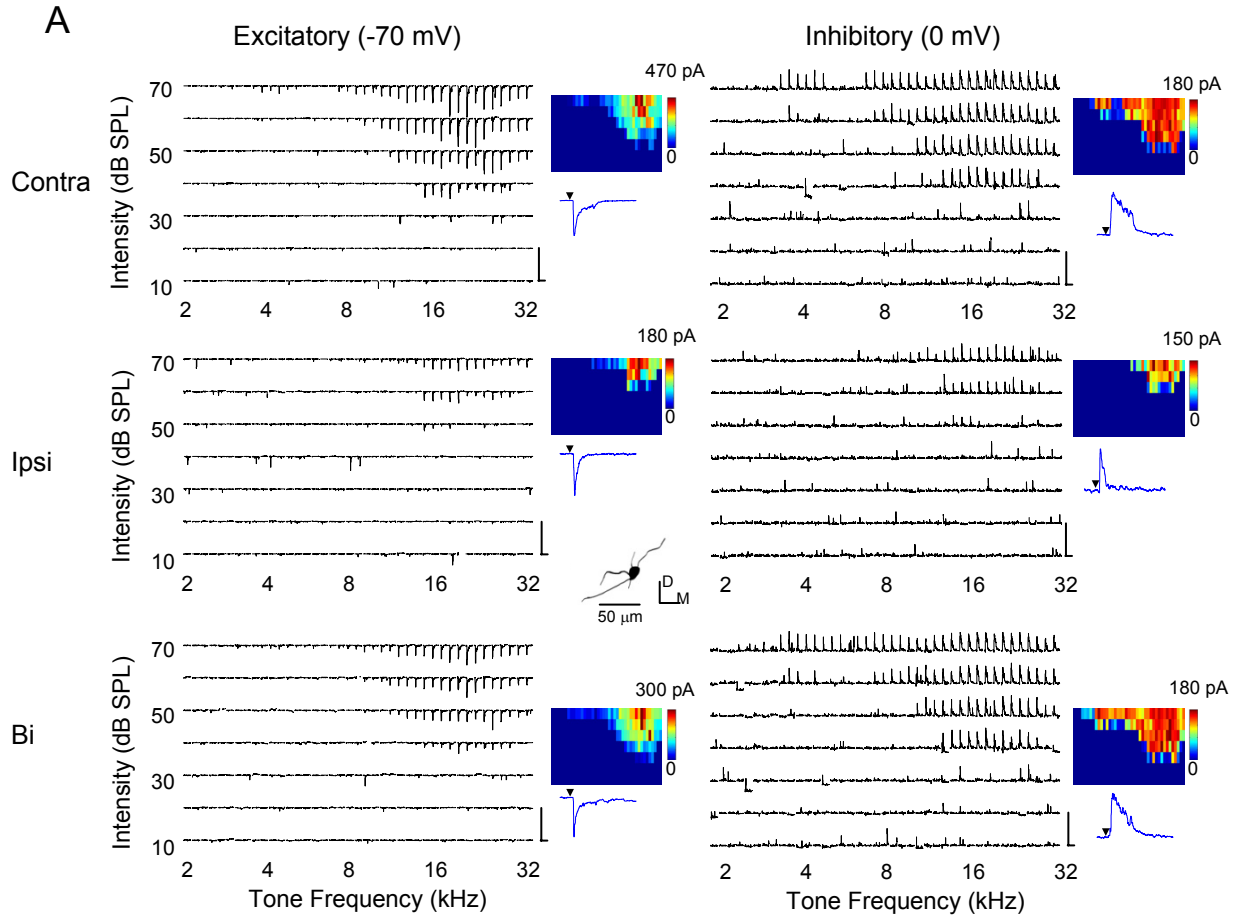 A
Excitatory (-70 mV)
Inhibitory (0 mV)
Contra
Intensity (dB SPL)
70
50
30
10
2 4 8 16 32
470 pA
0
70
50
30
10
2 4 8 16 32
180 pA
0
Ipsi
Intensity (dB SPL)
70
50
30
10
2 4 8 16 32
180 pA
0
2 4 8 16 32
150 pA
0
50 μm
D
M
Bi
Intensity (dB SPL)
70
50
30
10
2 4 8 16 32
Tone Frequency (kHz)
300 pA
0
2 4 8 16 32
Tone Frequency (kHz)
180 pA
0